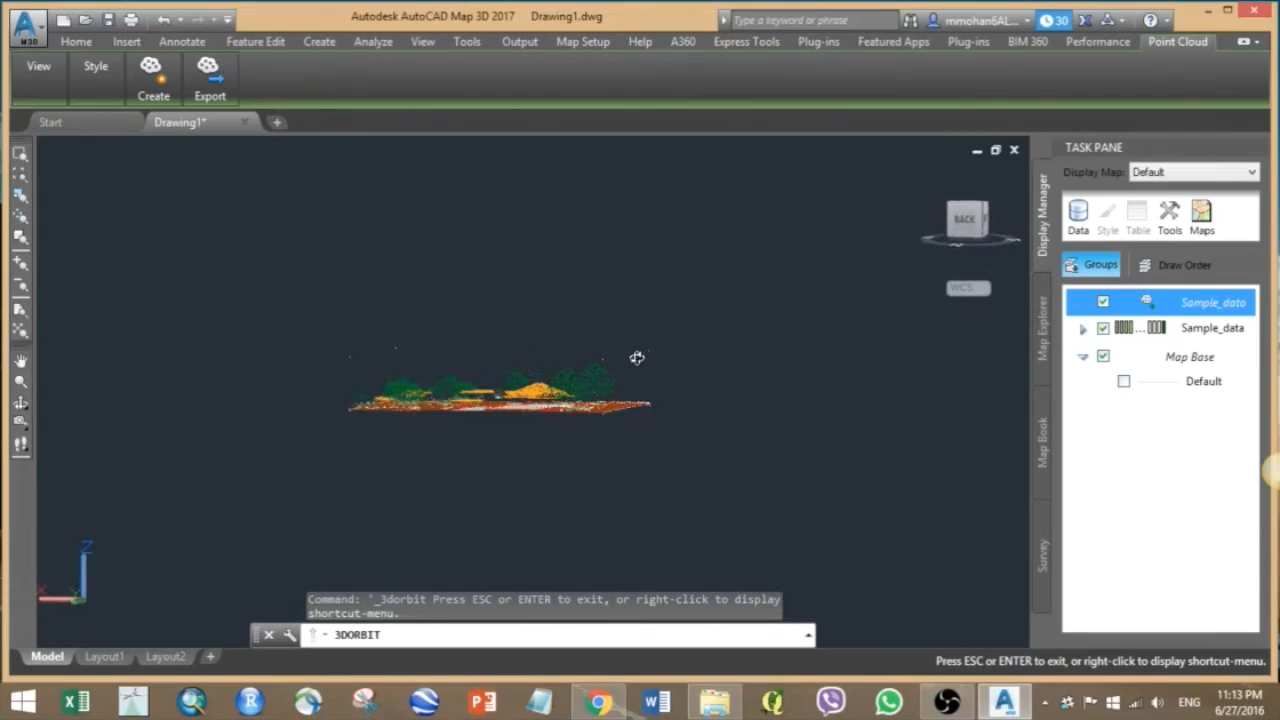 Autodesk AutoCAD Map 3D 2017 Drawing1.dwg
Type a keyword or phrase
mmohan6AL...
30
M3D
Home Insert Annotate Feature Edit Create Analyze View Tools Output Map Setup Help A360 Express Tools Plug-ins Featured Apps Plug-ins BIM 360 Performance Point Cloud
View Style
Create Export
Start Drawing1*
TASK PANE
Display Map: Default
Data Style Table Tools Maps
Groups Draw Order
Sample_data
Sample_data
Map Base
Default
Display Manager
Map Explorer
Map Book
Survey
BACK
WCS
Z
X
Command: '_3dorbit Press ESC or ENTER to exit, or right-click to display
shortcut-menu.
3DORBIT
Model Layout1 Layout2
Press ESC or ENTER to exit, or right-click to display shortcut-menu.
ENG
11:13 PM
6/27/2016